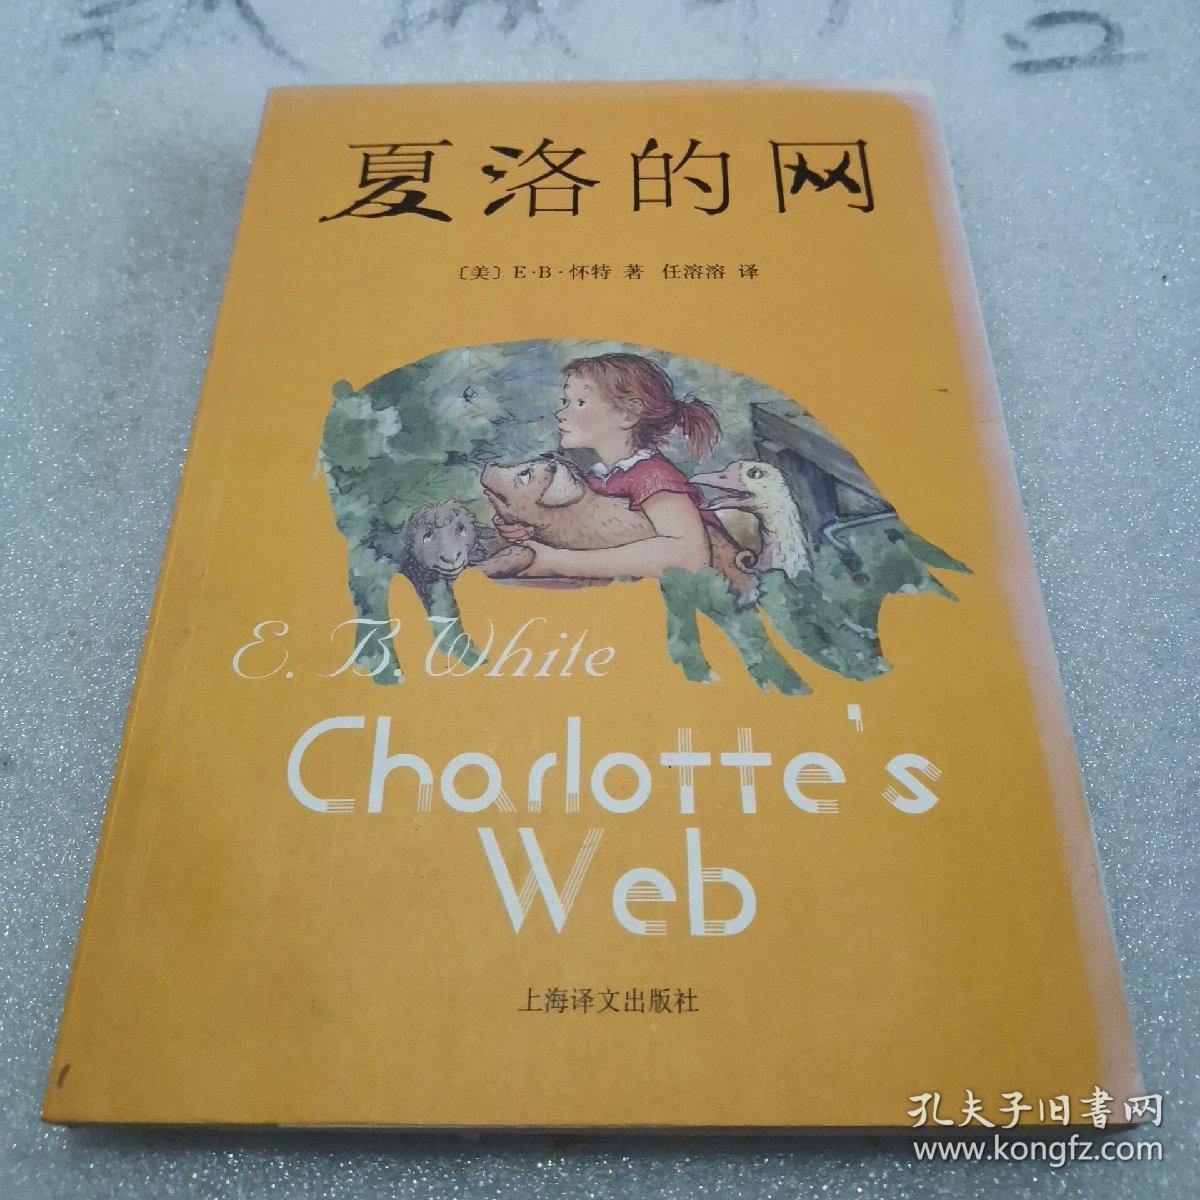 夏洛的网
〔美〕E·B·怀特 著 任溶溶 译
E. B. White
Charlotte's
Web
上海译文出版社
孔夫子旧书网
www.kongfz.com